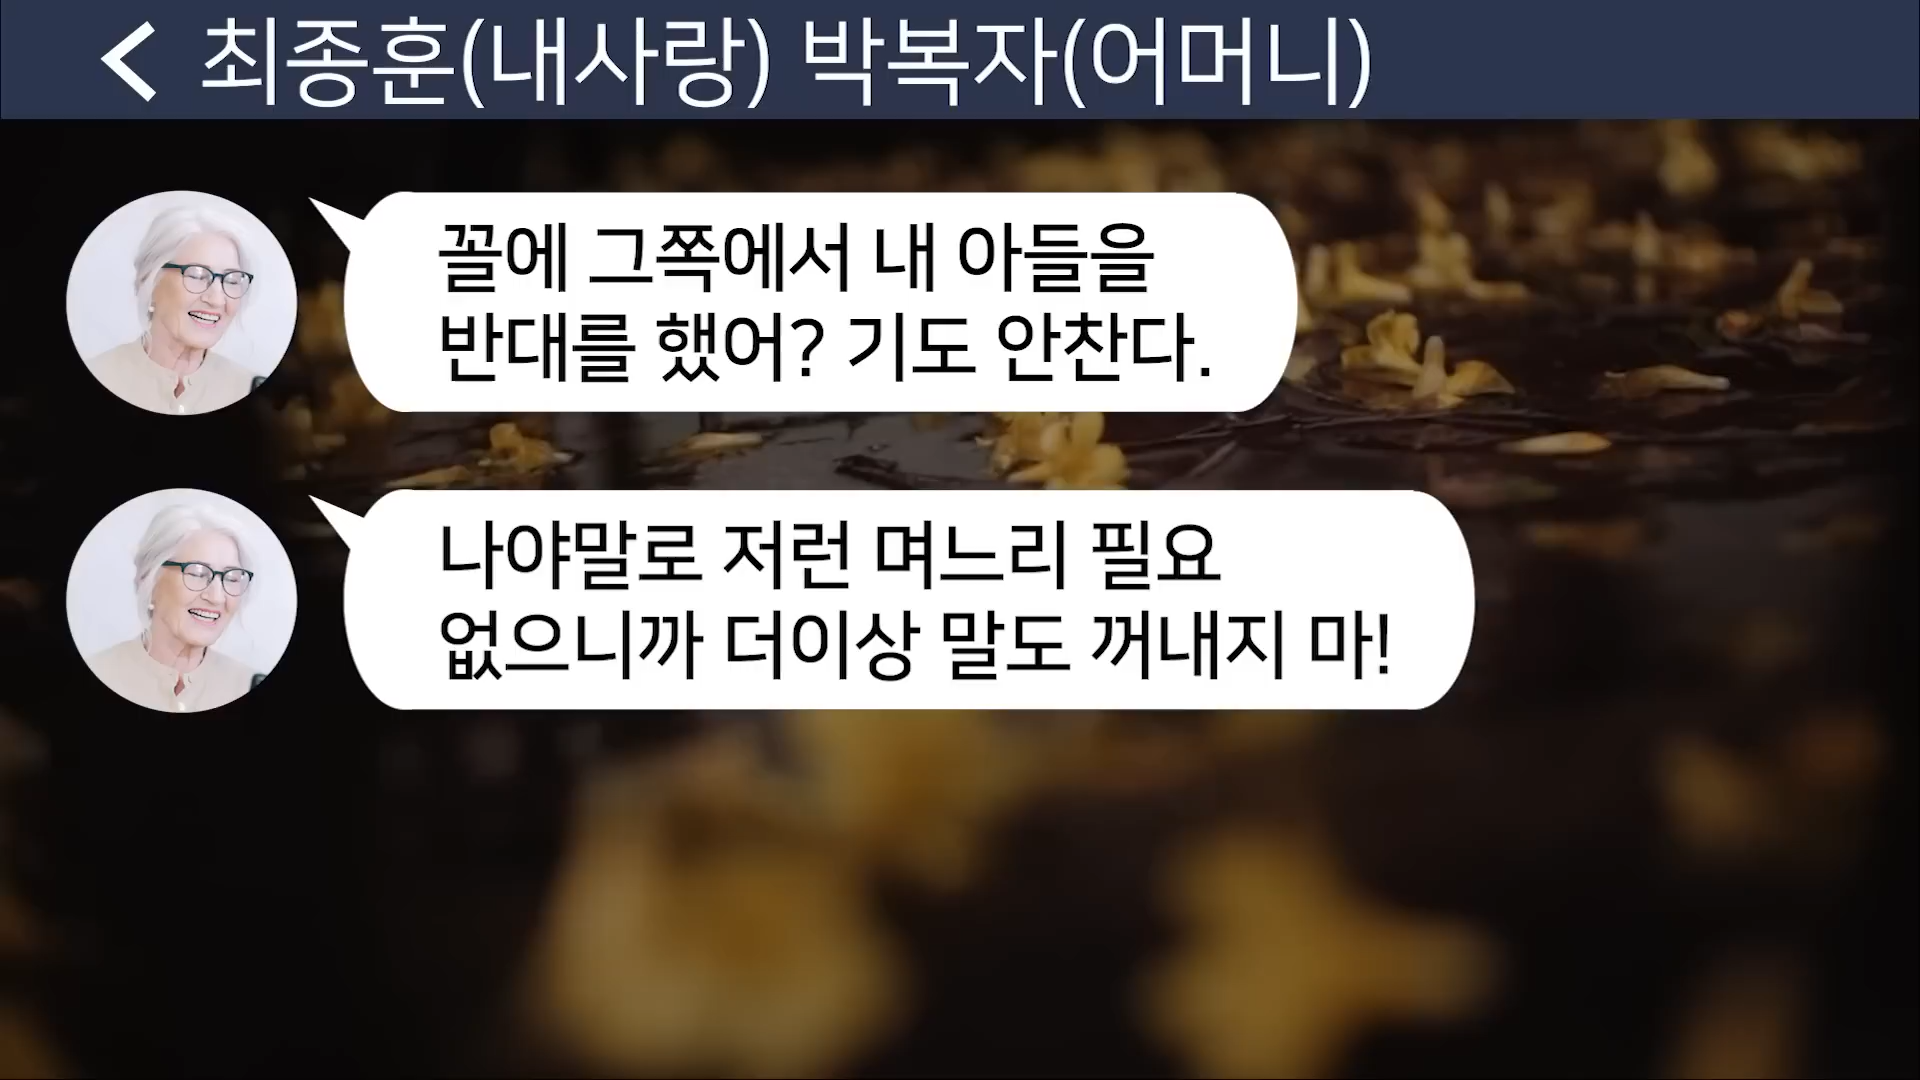 최종훈(내사랑) 박복자(어머니)
꼴에 그쪽에서 내 아들을
반대를 했어? 기도 안찬다.
나야말로 저런 며느리 필요
없으니까 더이상 말도 꺼내지 마!